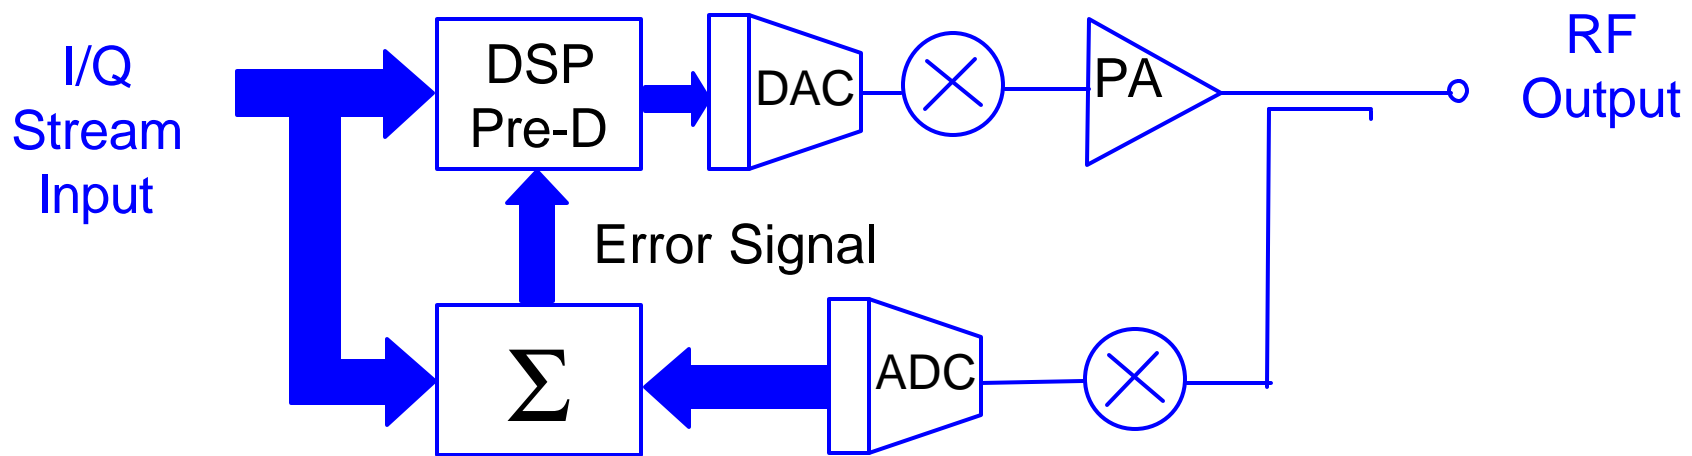 I/Q
Stream
Input
DSP
Pre-D
DAC
PA
RF
Output
Error Signal
Σ
ADC